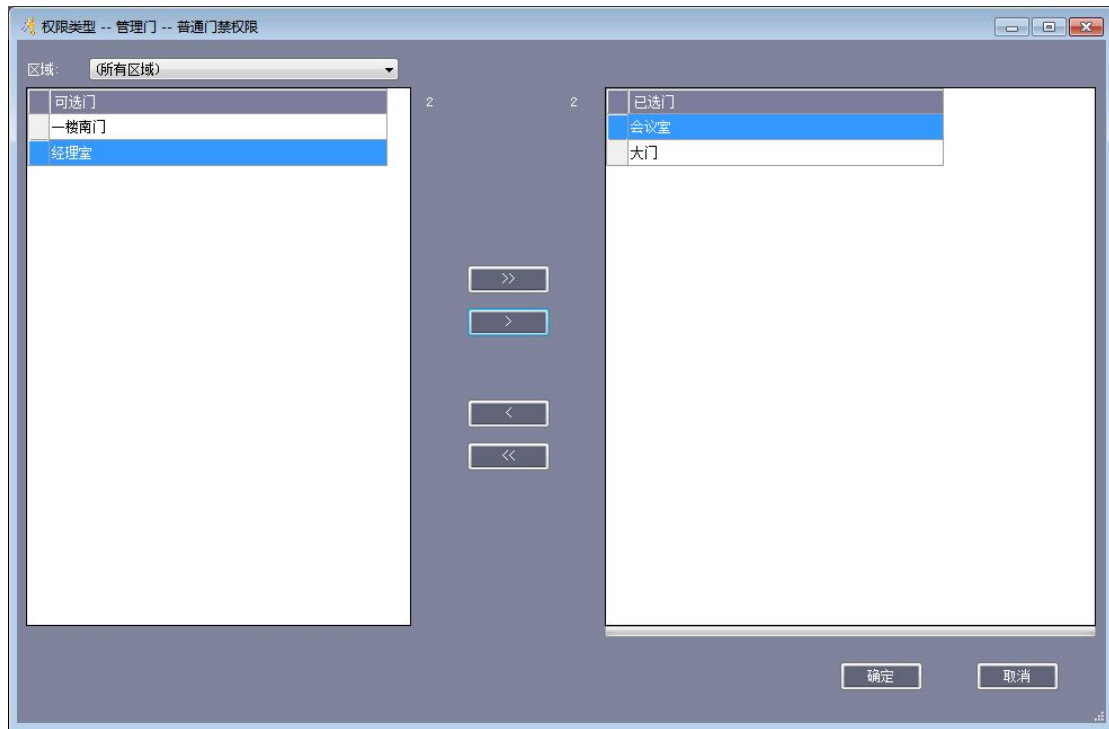 权限类型 -- 管理门 -- 普通门禁权限
区域: (所有区域)
可选门 2 2 已选门
一楼南门 会议室
经理室 大门
>>
>
<
<<
确定 取消